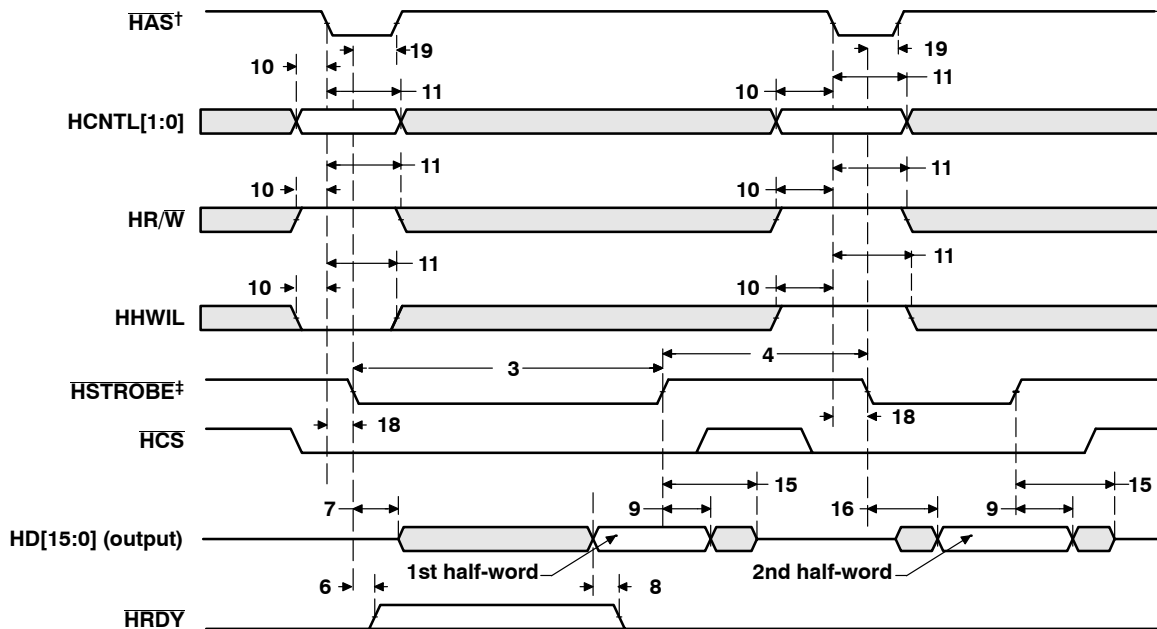 HAS†
19
19
10
11
10
11
HCNTL[1:0]
11
11
10
10
HR/W
11
11
10
10
HHWIL
3
4
HSTROBE‡
18
18
HCS
15
15
7
9
16
9
HD[15:0] (output)
1st half-word
2nd half-word
6
8
HRDY